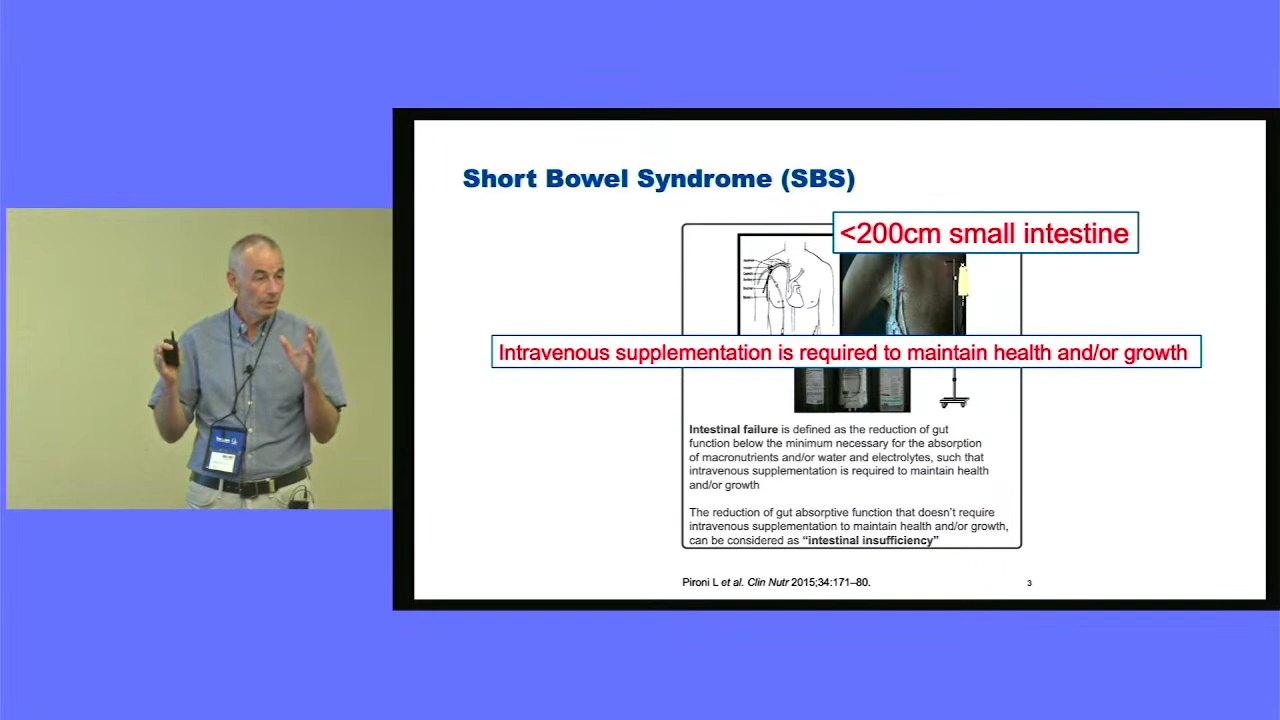 Short Bowel Syndrome (SBS)
<200cm small intestine
Intravenous supplementation is required to maintain health and/or growth
Intestinal failure is defined as the reduction of gut
function below the minimum necessary for the absorption
of macronutrients and/or water and electrolytes, such that
intravenous supplementation is required to maintain health
and/or growth
The reduction of gut absorptive function that doesn't require
intravenous supplementation to maintain health and/or growth,
can be considered as “intestinal insufficiency”
Pironi L et al. Clin Nutr 2015;34:171–80.
3